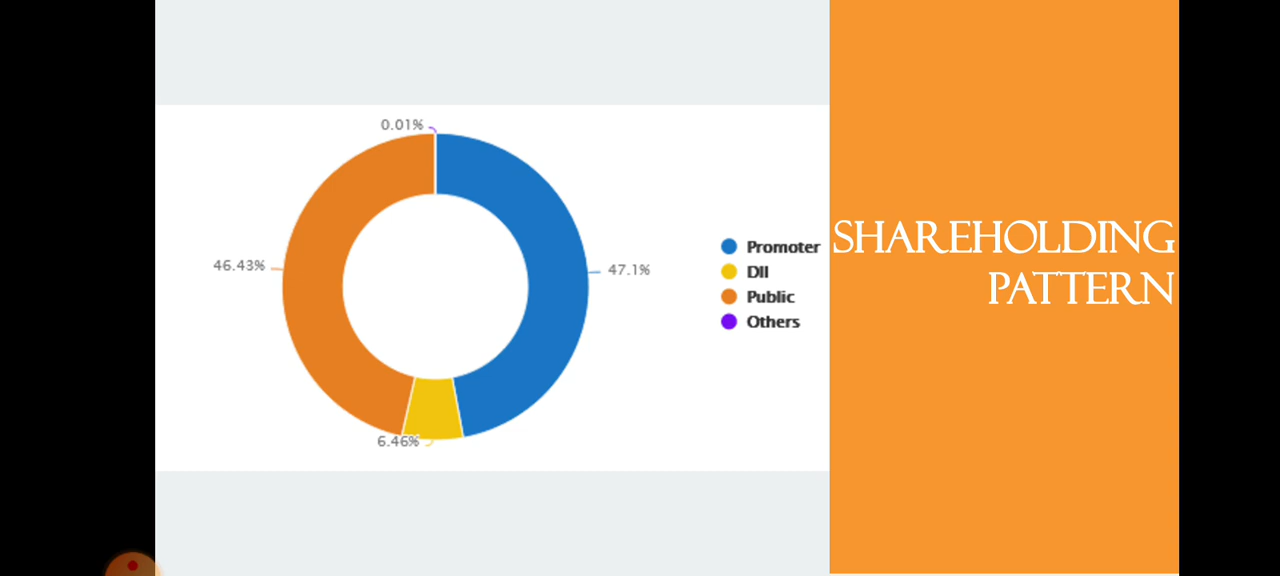 0.01%
46.43%
47.1%
6.46%
Promoter
DII
Public
Others
SHAREHOLDING
PATTERN